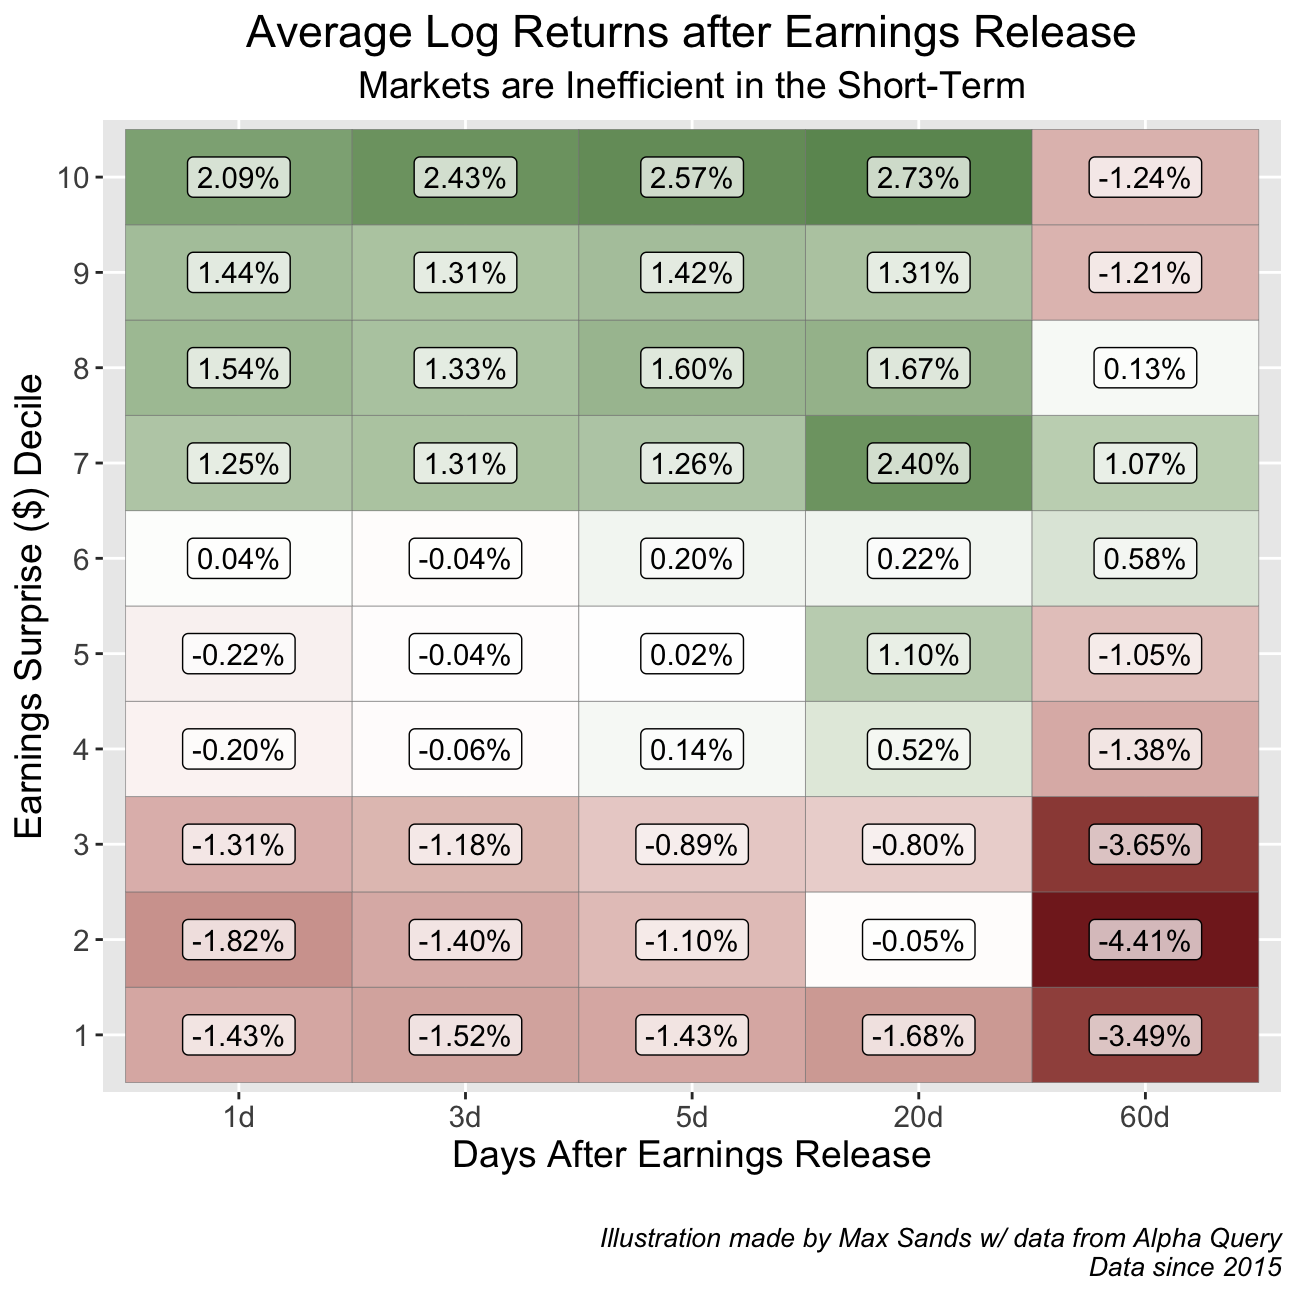 Average Log Returns after Earnings Release
Markets are Inefficient in the Short-Term
Earnings Surprise ($) Decile
10 2.09% 2.43% 2.57% 2.73% -1.24%
9 1.44% 1.31% 1.42% 1.31% -1.21%
8 1.54% 1.33% 1.60% 1.67% 0.13%
7 1.25% 1.31% 1.26% 2.40% 1.07%
6 0.04% -0.04% 0.20% 0.22% 0.58%
5 -0.22% -0.04% 0.02% 1.10% -1.05%
4 -0.20% -0.06% 0.14% 0.52% -1.38%
3 -1.31% -1.18% -0.89% -0.80% -3.65%
2 -1.82% -1.40% -1.10% -0.05% -4.41%
1 -1.43% -1.52% -1.43% -1.68% -3.49%
1d 3d 5d 20d 60d
Days After Earnings Release
Illustration made by Max Sands w/ data from Alpha Query
Data since 2015